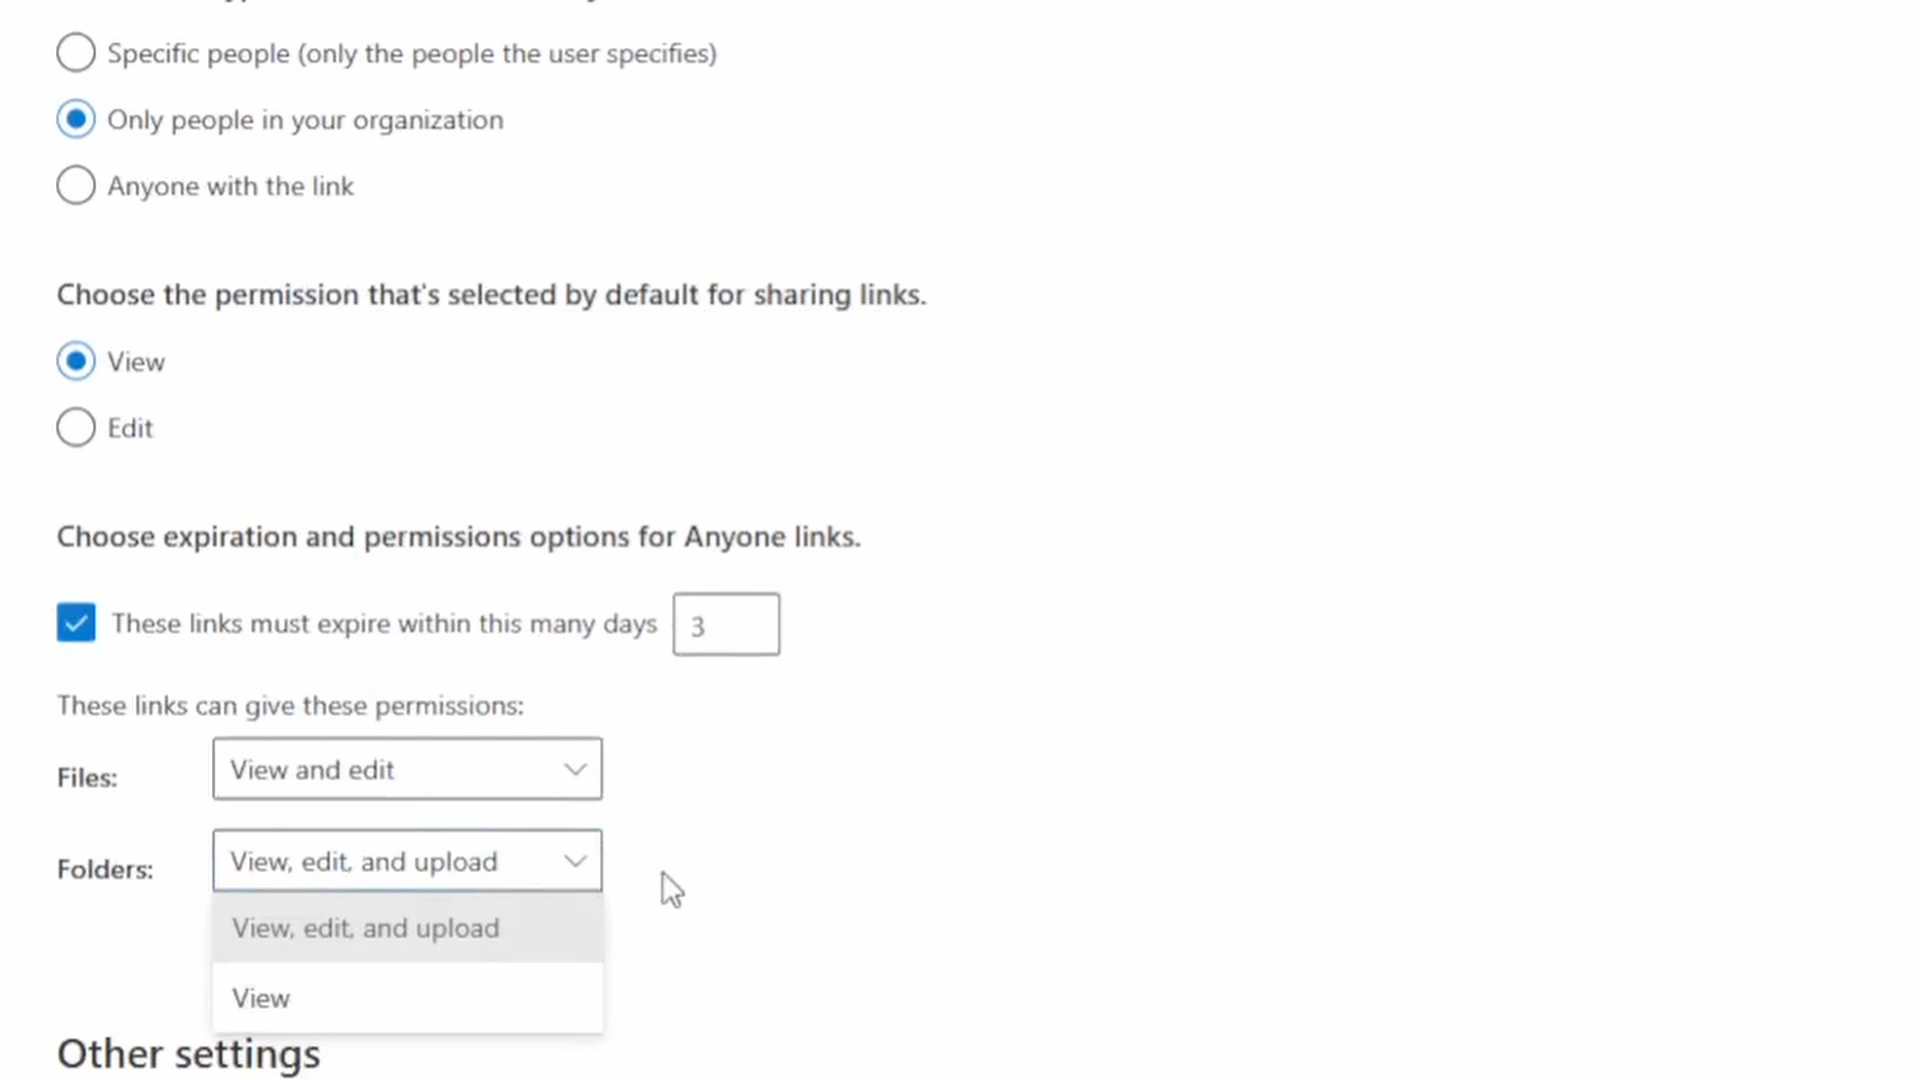 Specific people (only the people the user specifies)
Only people in your organization
Anyone with the link
Choose the permission that's selected by default for sharing links.
View
Edit
Choose expiration and permissions options for Anyone links.
These links must expire within this many days 3
These links can give these permissions:
Files: View and edit
Folders: View, edit, and upload
View, edit, and upload
View
Other settings